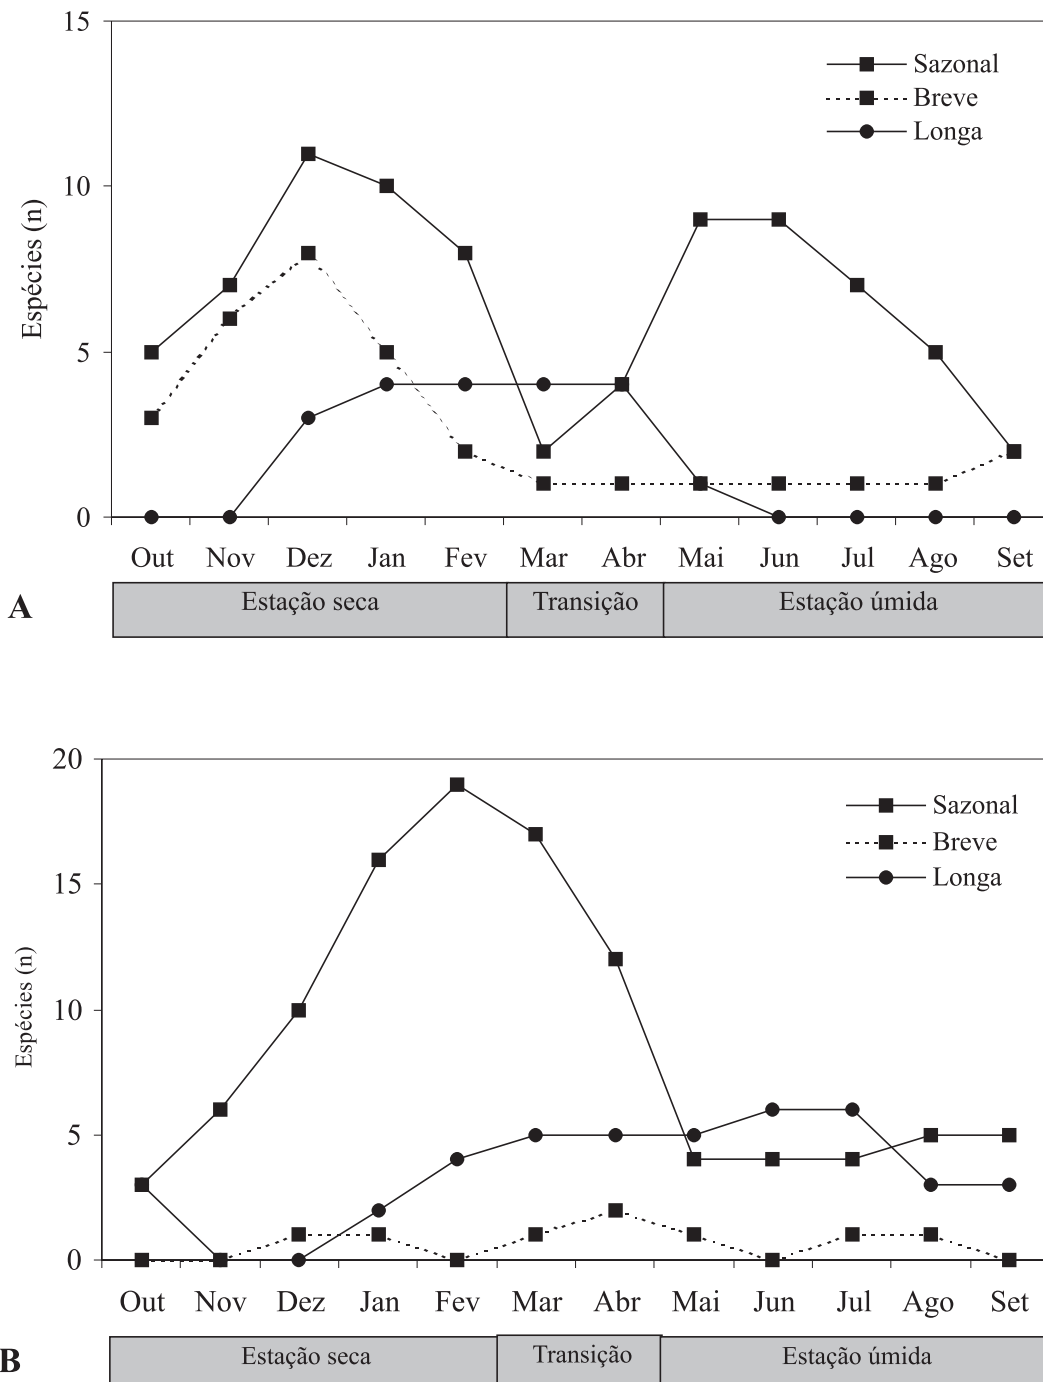 15
10
5
0
Espécies (n)
Sazonal
Breve
Longa
Out Nov Dez Jan Fev Mar Abr Mai Jun Jul Ago Set
Estação seca Transição Estação úmida
A
20
15
10
5
0
Espécies (n)
Sazonal
Breve
Longa
Out Nov Dez Jan Fev Mar Abr Mai Jun Jul Ago Set
Estação seca Transição Estação úmida
B